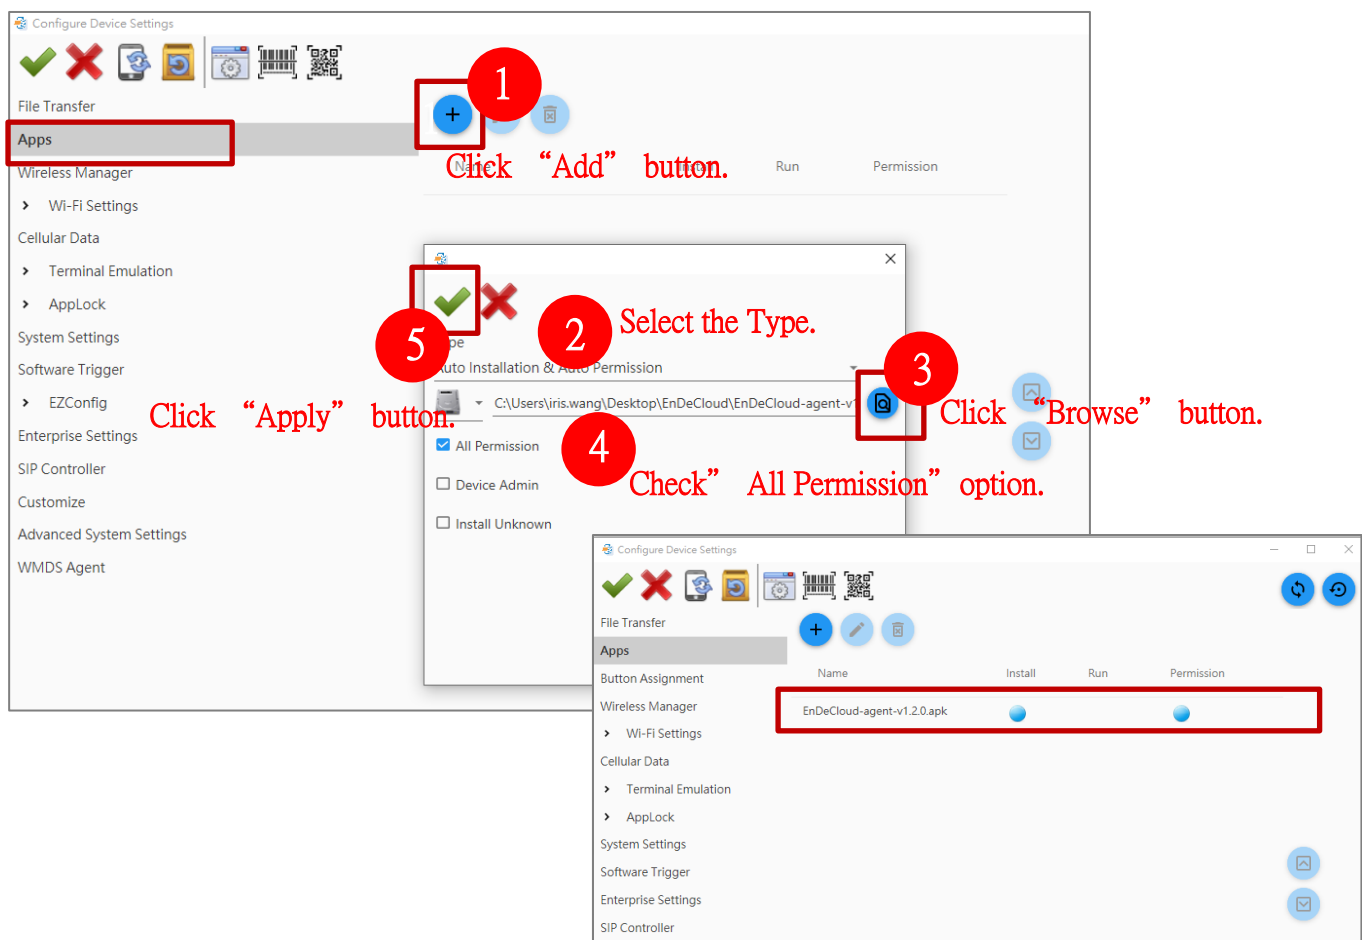 Configure Device Settings
File Transfer
Apps
Wireless Manager
Wi-Fi Settings
Cellular Data
Terminal Emulation
AppLock
System Settings
Software Trigger
EZConfig
Enterprise Settings
SIP Controller
Customize
Advanced System Settings
WMDS Agent
1
Click “Add” button.
Name Install Run Permission
5
2
Select the Type.
Auto Installation & Auto Permission
3
C:\Users\iris.wang\Desktop\EnDeCloud\EnDeCloud-agent-v1
Click “Browse” button.
Click “Apply” button.
All Permission
4
Check” All Permission” option.
Device Admin
Install Unknown
Configure Device Settings
File Transfer
Apps
Button Assignment
Wireless Manager
Wi-Fi Settings
Cellular Data
Terminal Emulation
AppLock
System Settings
Software Trigger
Enterprise Settings
SIP Controller
Name Install Run Permission
EnDeCloud-agent-v1.2.0.apk